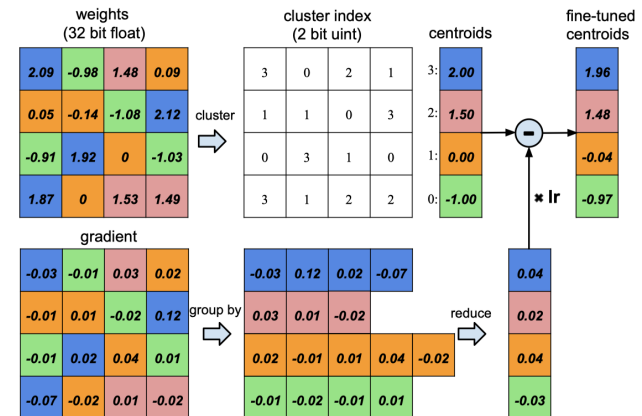 weights
(32 bit float)
cluster index
(2 bit uint)
centroids
fine-tuned
centroids
2.09 -0.98 1.48 0.09
3 0 2 1
3: 2.00
1.96
0.05 -0.14 -1.08 2.12
cluster
1 1 0 3
2: 1.50
1.48
-0.91 1.92 0 -1.03
0 3 1 0
1: 0.00
-0.04
1.87 0 1.53 1.49
3 1 2 2
0: -1.00
× lr
-0.97
gradient
-0.03 -0.01 0.03 0.02
-0.03 0.12 0.02 -0.07
0.04
-0.01 0.01 -0.02 0.12
group by
0.03 0.01 -0.02
reduce
0.02
-0.01 0.02 0.04 0.01
0.02 -0.01 0.01 0.04 -0.02
0.04
-0.07 -0.02 0.01 -0.02
-0.01 -0.02 -0.01 0.01
-0.03